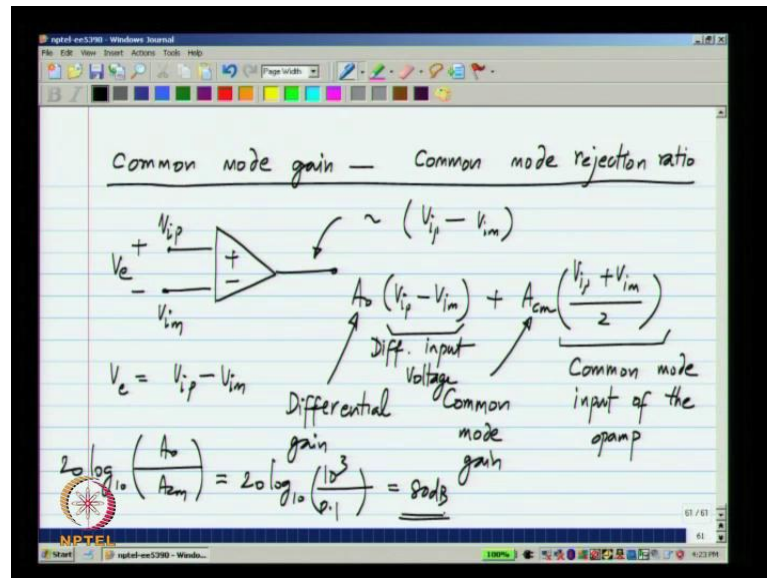 nptel-ee5390 - Windows Journal
File Edit View Insert Actions Tools Help
Page Width
B I
Common mode gain — Common mode rejection ratio
Vip
+ Ve -
Vim
+
-
~ (Vip - Vim)
A0 (Vip - Vim) + Acm (Vip + Vim / 2)
Diff. input Voltage
Common mode input of the opamp
Ve = Vip - Vim
Differential gain
Common mode gain
20 log10 (A0 / Acm) = 20 log10 (10^3 / 0.1) = 80dB
NPTEL
61 / 61
61
Start
nptel-ee5390 - Windo...
100%
4:23 PM